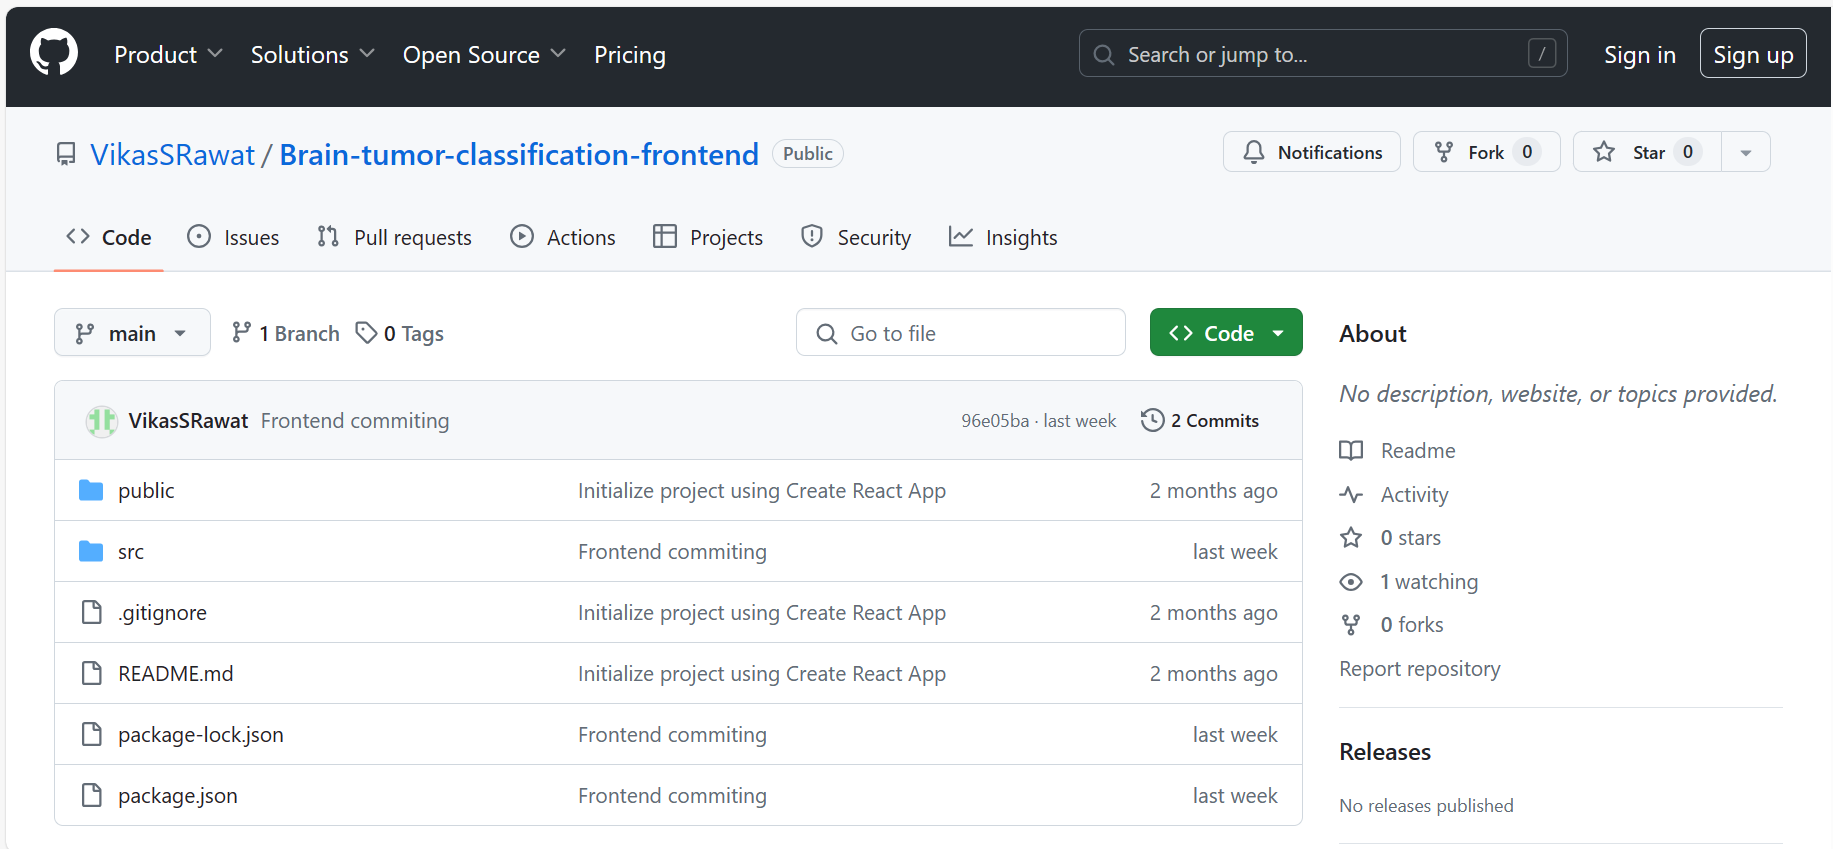 Product Solutions Open Source Pricing Search or jump to... / Sign in Sign up
VikasSRawat / Brain-tumor-classification-frontend Public Notifications Fork 0 Star 0
Code Issues Pull requests Actions Projects Security Insights
main 1 Branch 0 Tags Go to file Code
VikasSRawat Frontend commiting 96e05ba · last week 2 Commits
public Initialize project using Create React App 2 months ago
src Frontend commiting last week
.gitignore Initialize project using Create React App 2 months ago
README.md Initialize project using Create React App 2 months ago
package-lock.json Frontend commiting last week
package.json Frontend commiting last week
About
No description, website, or topics provided.
Readme
Activity
0 stars
1 watching
0 forks
Report repository
Releases
No releases published